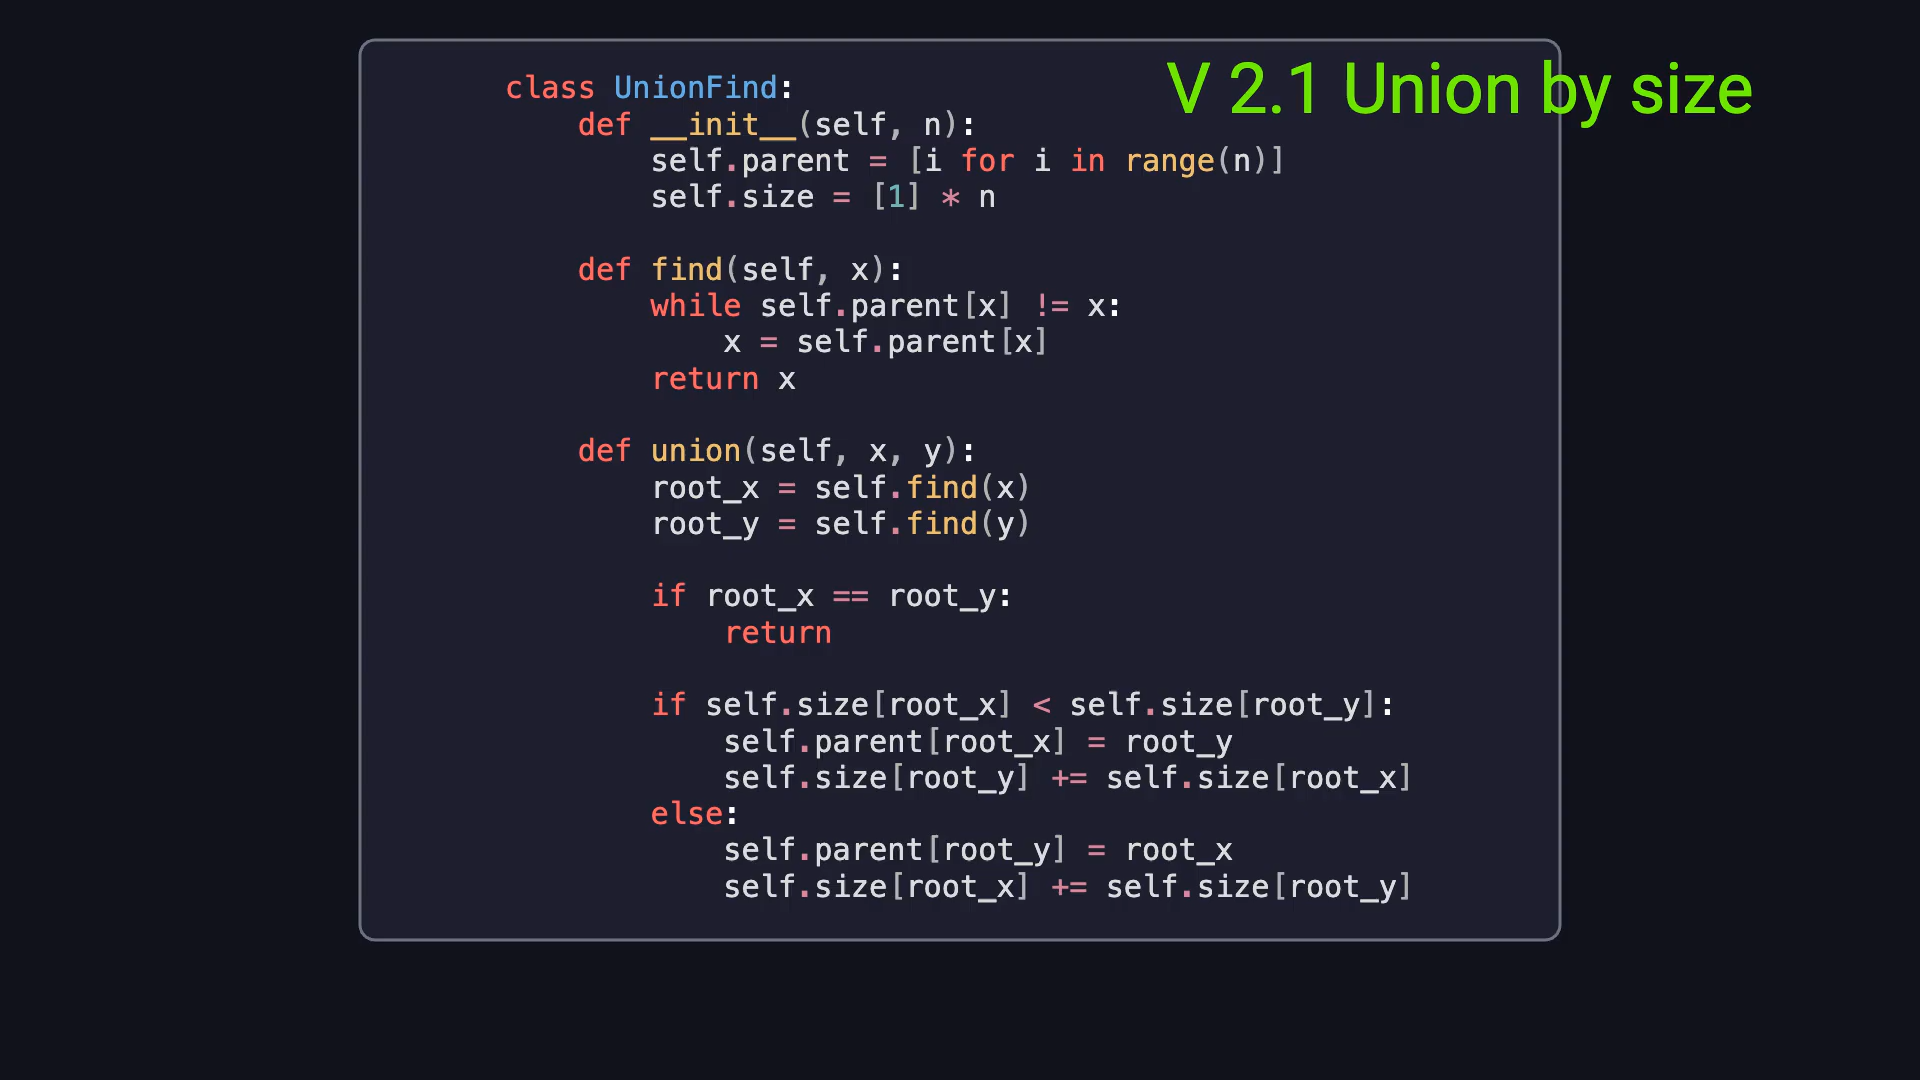 V 2.1 Union by size
class UnionFind:
    def __init__(self, n):
        self.parent = [i for i in range(n)]
        self.size = [1] * n

    def find(self, x):
        while self.parent[x] != x:
            x = self.parent[x]
        return x

    def union(self, x, y):
        root_x = self.find(x)
        root_y = self.find(y)

        if root_x == root_y:
            return

        if self.size[root_x] < self.size[root_y]:
            self.parent[root_x] = root_y
            self.size[root_y] += self.size[root_x]
        else:
            self.parent[root_y] = root_x
            self.size[root_x] += self.size[root_y]